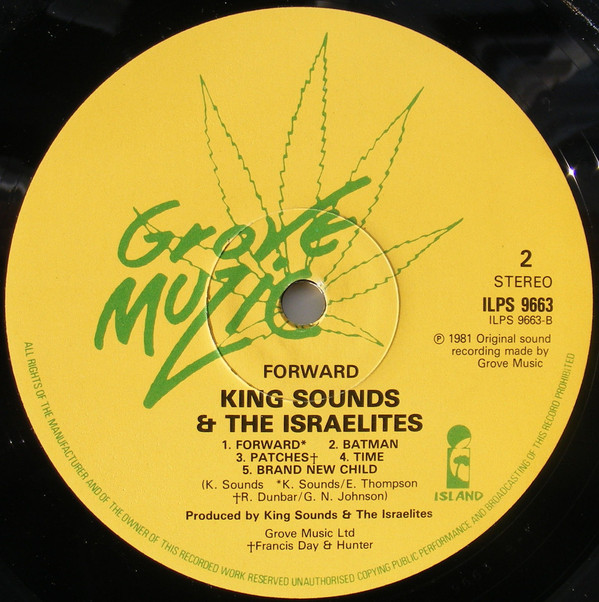 GROVE
MUZIC
2
STEREO
ILPS 9663
ILPS 9663-B
℗ 1981 Original sound
recording made by
Grove Music
FORWARD
KING SOUNDS
& THE ISRAELITES
1. FORWARD* 2. BATMAN
3. PATCHES† 4. TIME
5. BRAND NEW CHILD
(K. Sounds *K. Sounds/E. Thompson
†R. Dunbar/G. N. Johnson)
Produced by King Sounds & The Israelites
Grove Music Ltd
†Francis Day & Hunter
ISLAND
ALL RIGHTS OF THE MANUFACTURER AND OF THE OWNER OF THIS RECORDED WORK RESERVED UNAUTHORISED COPYING PUBLIC PERFORMANCE AND BROADCASTING OF THIS RECORD PROHIBITED